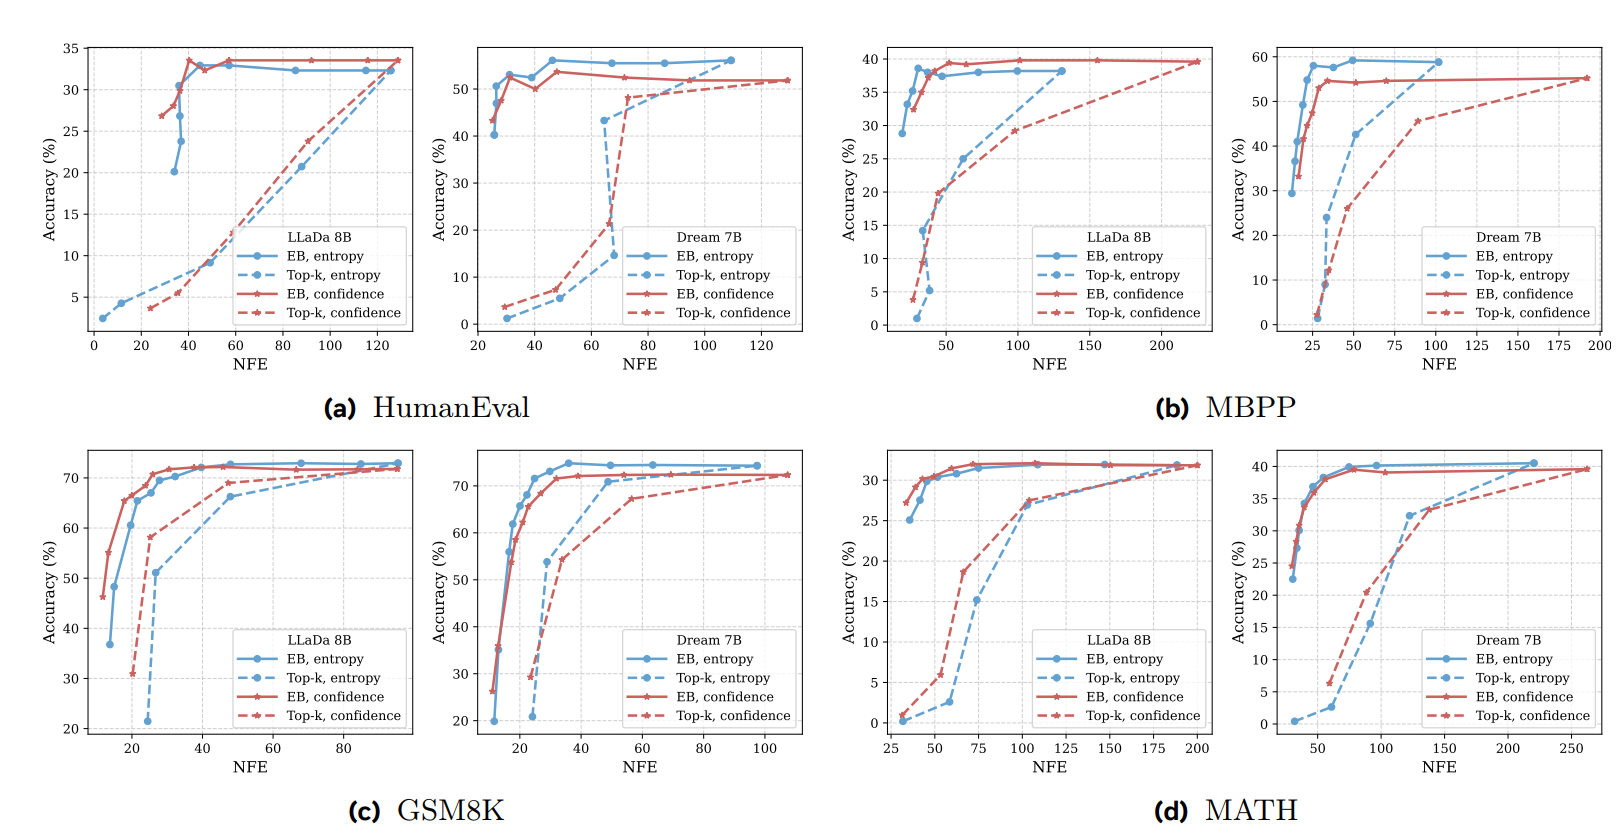 35
30
25
20
15
10
5
Accuracy (%)
0 20 40 60 80 100 120
NFE
LLaDa 8B
EB, entropy
Top-k, entropy
EB, confidence
Top-k, confidence
50
40
30
20
10
0
Accuracy (%)
20 40 60 80 100 120
NFE
Dream 7B
EB, entropy
Top-k, entropy
EB, confidence
Top-k, confidence
(a) HumanEval
40
35
30
25
20
15
10
5
0
Accuracy (%)
50 100 150 200
NFE
LLaDa 8B
EB, entropy
Top-k, entropy
EB, confidence
Top-k, confidence
60
50
40
30
20
10
0
Accuracy (%)
25 50 75 100 125 150 175 200
NFE
Dream 7B
EB, entropy
Top-k, entropy
EB, confidence
Top-k, confidence
(b) MBPP
70
60
50
40
30
20
Accuracy (%)
20 40 60 80
NFE
LLaDa 8B
EB, entropy
Top-k, entropy
EB, confidence
Top-k, confidence
70
60
50
40
30
20
Accuracy (%)
20 40 60 80 100
NFE
Dream 7B
EB, entropy
Top-k, entropy
EB, confidence
Top-k, confidence
(c) GSM8K
30
25
20
15
10
5
0
Accuracy (%)
25 50 75 100 125 150 175 200
NFE
LLaDa 8B
EB, entropy
Top-k, entropy
EB, confidence
Top-k, confidence
40
35
30
25
20
15
10
5
0
Accuracy (%)
50 100 150 200 250
NFE
Dream 7B
EB, entropy
Top-k, entropy
EB, confidence
Top-k, confidence
(d) MATH